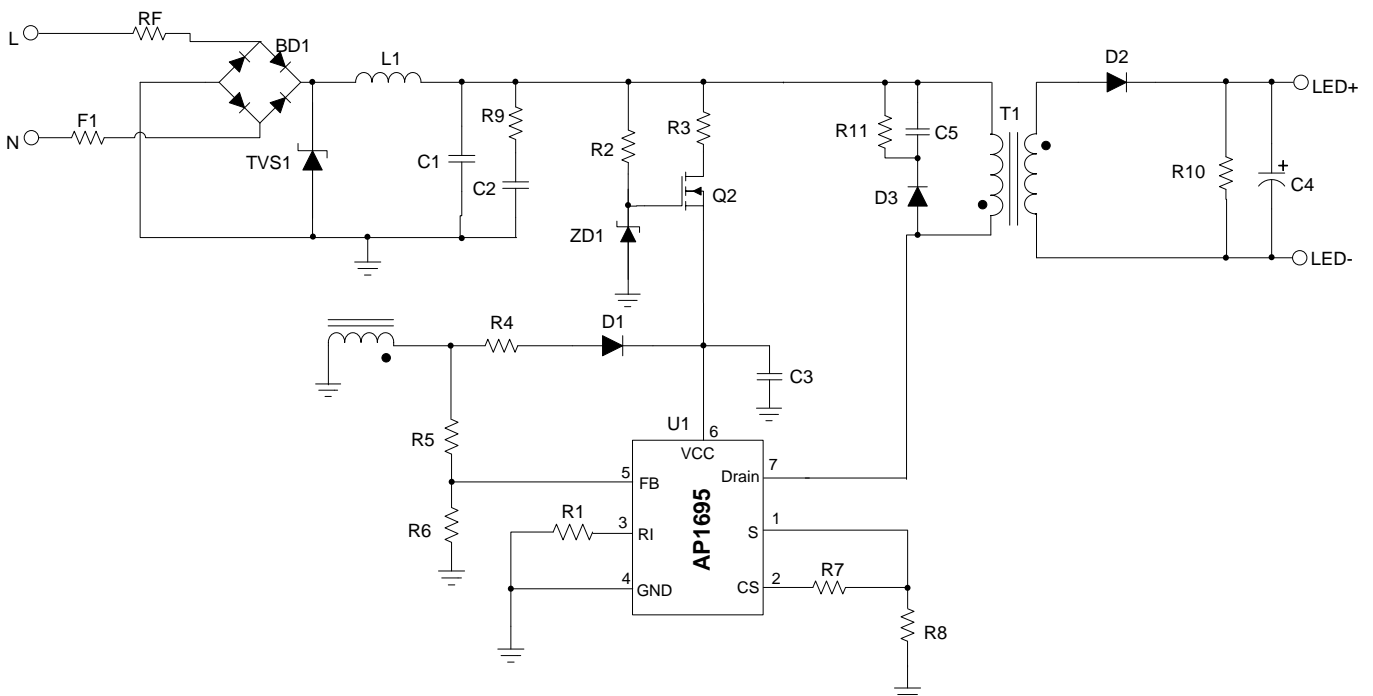 RF
L
BD1
L1
D2
LED+
F1
N
TVS1
C1
R9
C2
R2
R3
Q2
ZD1
R11
C5
D3
T1
R10
+
C4
LED-
R4
D1
C3
U1
6
VCC
R5
5
FB
Drain
7
R6
R1
3
RI
AP1695
S
1
4
GND
CS
2
R7
R8